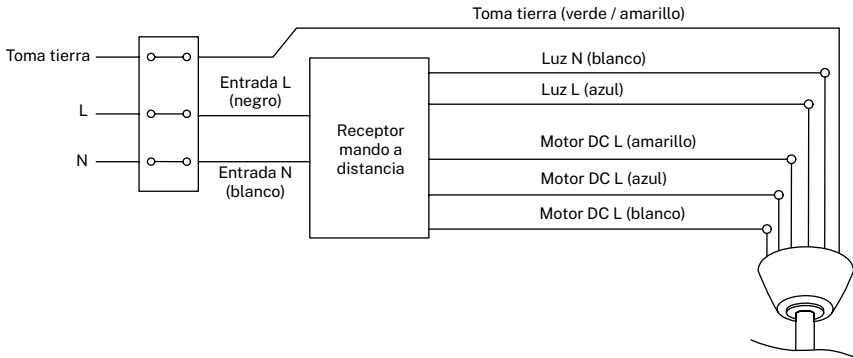 Toma tierra (verde / amarillo)
Toma tierra
Luz N (blanco)
Entrada L
(negro)
Luz L (azul)
L
Receptor
mando a
distancia
Motor DC L (amarillo)
N
Entrada N
(blanco)
Motor DC L (azul)
Motor DC L (blanco)